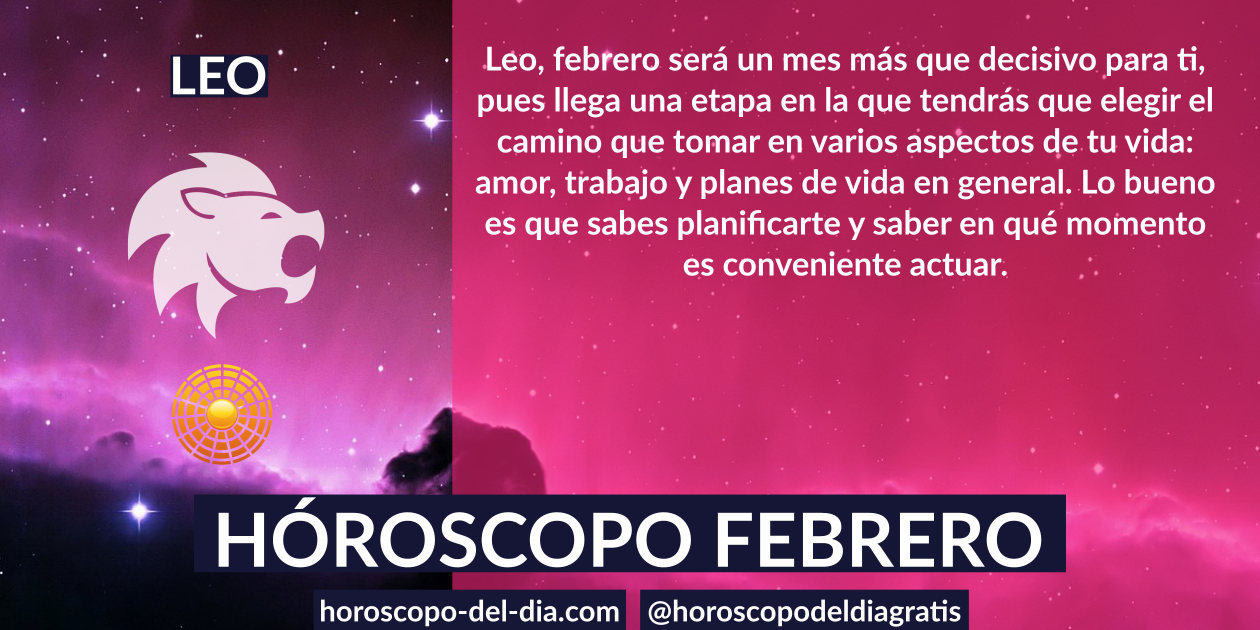 LEO
Leo, febrero será un mes más que decisivo para ti,
pues llega una etapa en la que tendrás que elegir el
camino que tomar en varios aspectos de tu vida:
amor, trabajo y planes de vida en general. Lo bueno
es que sabes planificarte y saber en qué momento
es conveniente actuar.
HÓROSCOPO FEBRERO
horoscopo-del-dia.com
@horoscopodeldiagratis